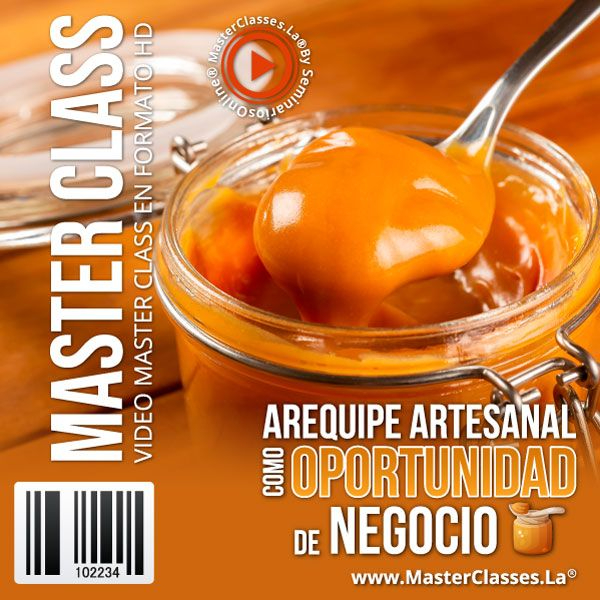 MASTER CLASS
VIDEO MASTER CLASS EN FORMATO HD
MasterClasses.La® By SeminariosOnline®
AREQUIPE ARTESANAL
COMO OPORTUNIDAD
DE NEGOCIO
102234
www.MasterClasses.La®